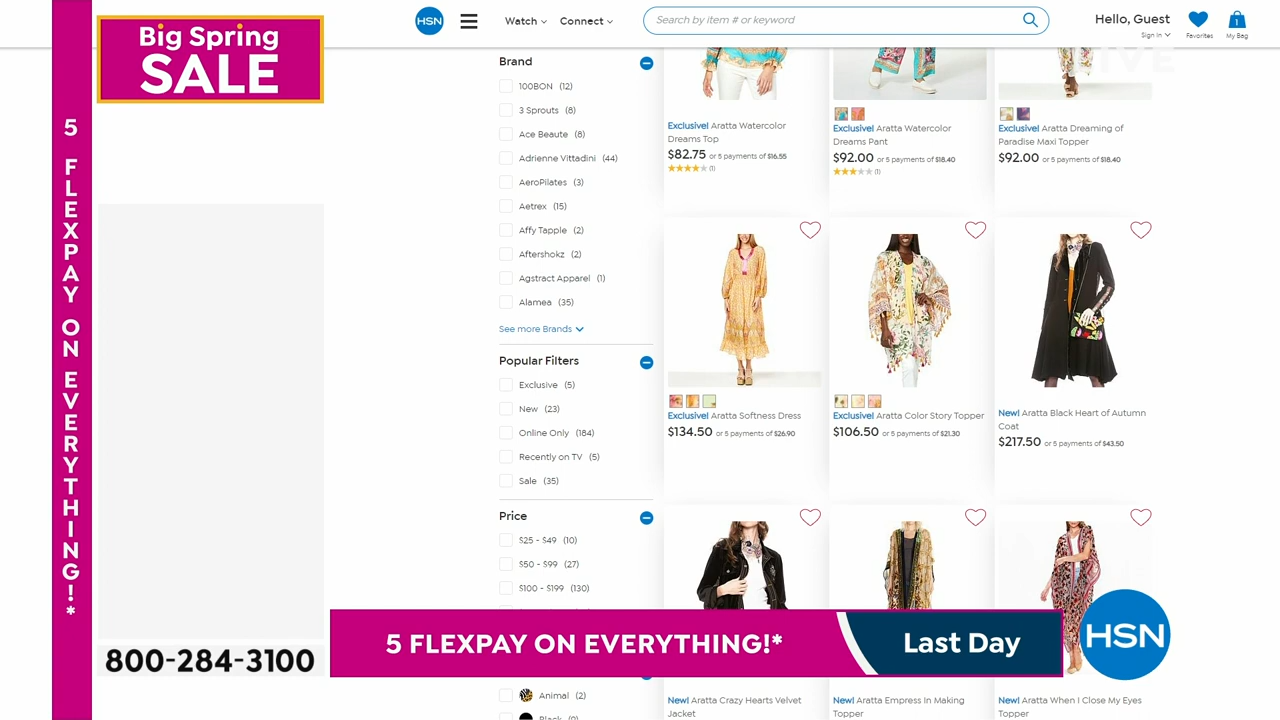 Big Spring
SALE
5 FLEXPAY ON EVERYTHING!*
800-284-3100
HSN
Watch
Connect
Search by item # or keyword
Hello, Guest
Sign in
Favorites
1
My Bag
Brand
100BON (12)
3 Sprouts (8)
Ace Beaute (8)
Adrienne Vittadini (44)
AeroPilates (3)
Aetrex (15)
Affy Tapple (2)
Aftershokz (2)
Agstract Apparel (1)
Alamea (35)
See more Brands
Popular Filters
Exclusive (5)
New (23)
Online Only (184)
Recently on TV (5)
Sale (35)
Price
$25 - $49 (10)
$50 - $99 (27)
$100 - $199 (130)
Animal (2)
Exclusive! Aratta Watercolor
Dreams Top
$82.75 or 5 payments of $16.55
(1)
Exclusive! Aratta Watercolor
Dreams Pant
$92.00 or 5 payments of $18.40
(1)
Exclusive! Aratta Dreaming of
Paradise Maxi Topper
$92.00 or 5 payments of $18.40
Exclusive! Aratta Softness Dress
$134.50 or 5 payments of $26.90
Exclusive! Aratta Color Story Topper
$106.50 or 5 payments of $21.30
New! Aratta Black Heart of Autumn
Coat
$217.50 or 5 payments of $43.50
5 FLEXPAY ON EVERYTHING!*
Last Day
HSN
New! Aratta Crazy Hearts Velvet
Jacket
New! Aratta Empress In Making
Topper
New! Aratta When I Close My Eyes
Topper